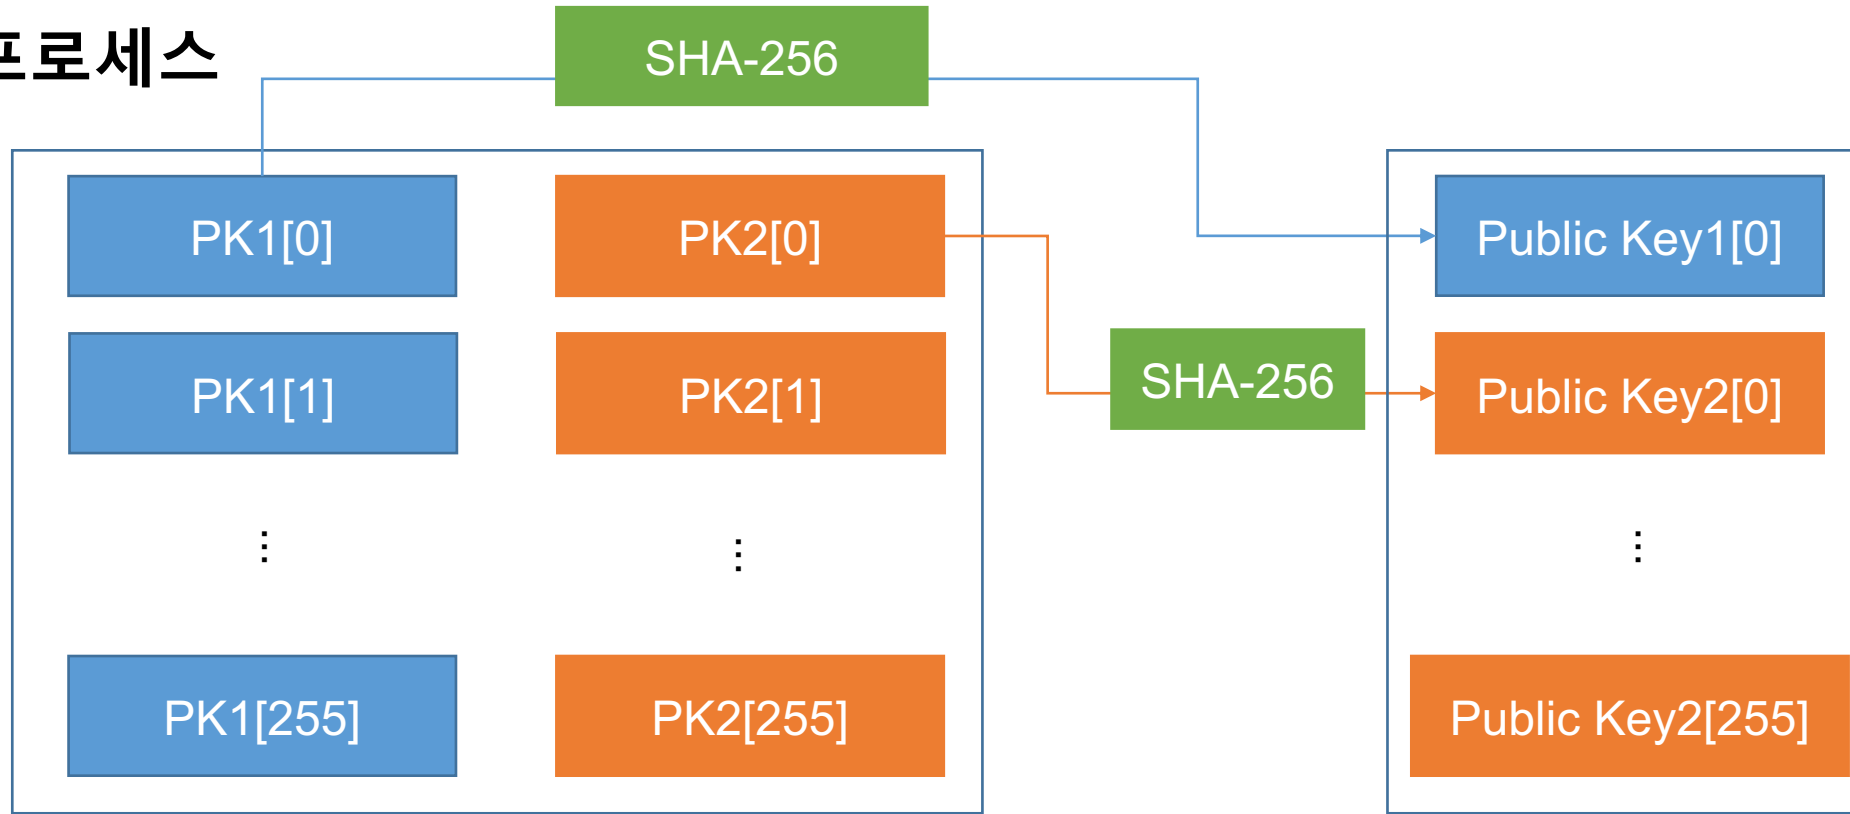 프로세스
SHA-256
PK1[0]
PK2[0]
Public Key1[0]
PK1[1]
PK2[1]
SHA-256
Public Key2[0]
⋮
⋮
⋮
PK1[255]
PK2[255]
Public Key2[255]